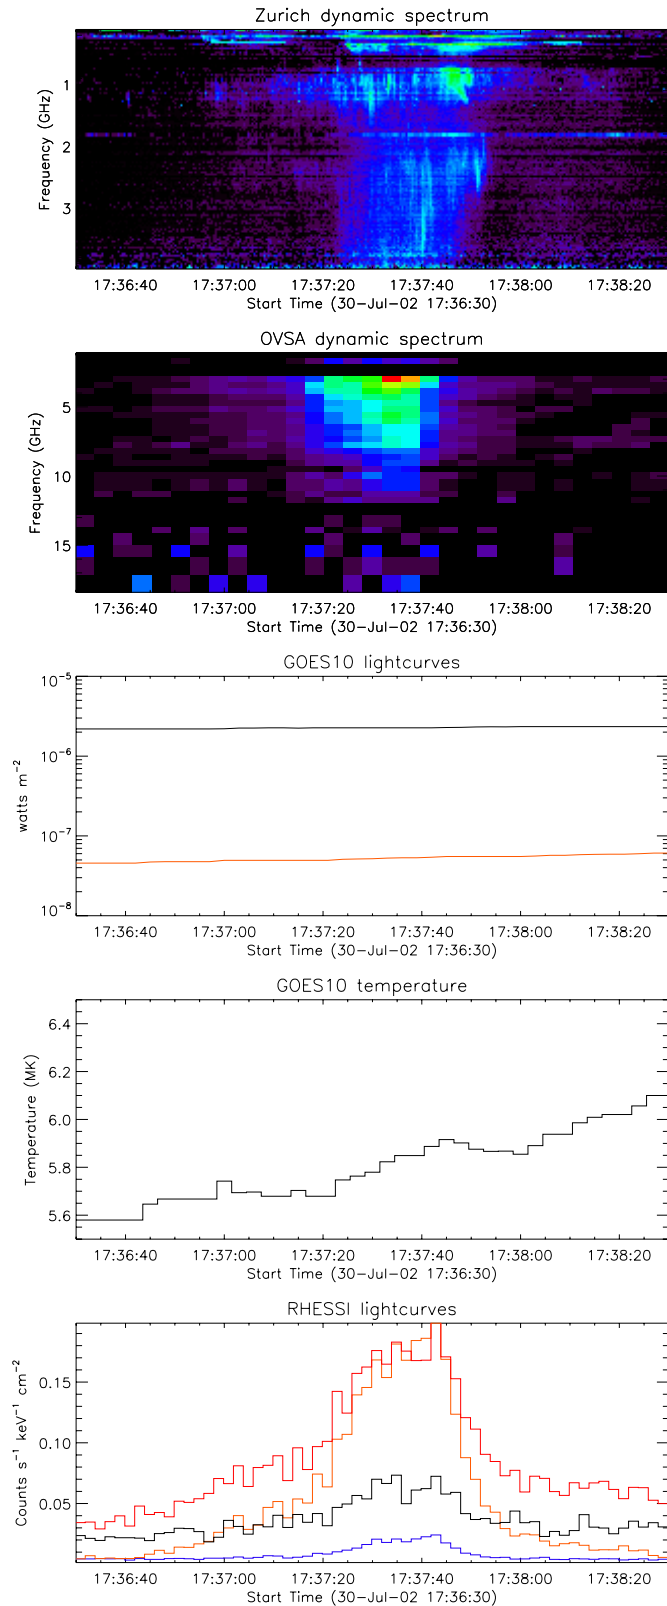 Zurich dynamic spectrum
Frequency (GHz)
1
2
3
17:36:40 17:37:00 17:37:20 17:37:40 17:38:00 17:38:20
Start Time (30-Jul-02 17:36:30)
OVSA dynamic spectrum
Frequency (GHz)
5
10
15
17:36:40 17:37:00 17:37:20 17:37:40 17:38:00 17:38:20
Start Time (30-Jul-02 17:36:30)
GOES10 lightcurves
watts m⁻²
10⁻⁵
10⁻⁶
10⁻⁷
10⁻⁸
17:36:40 17:37:00 17:37:20 17:37:40 17:38:00 17:38:20
Start Time (30-Jul-02 17:36:30)
GOES10 temperature
Temperature (MK)
6.4
6.2
6.0
5.8
5.6
17:36:40 17:37:00 17:37:20 17:37:40 17:38:00 17:38:20
Start Time (30-Jul-02 17:36:30)
RHESSI lightcurves
Counts s⁻¹ keV⁻¹ cm⁻²
0.15
0.10
0.05
17:36:40 17:37:00 17:37:20 17:37:40 17:38:00 17:38:20
Start Time (30-Jul-02 17:36:30)